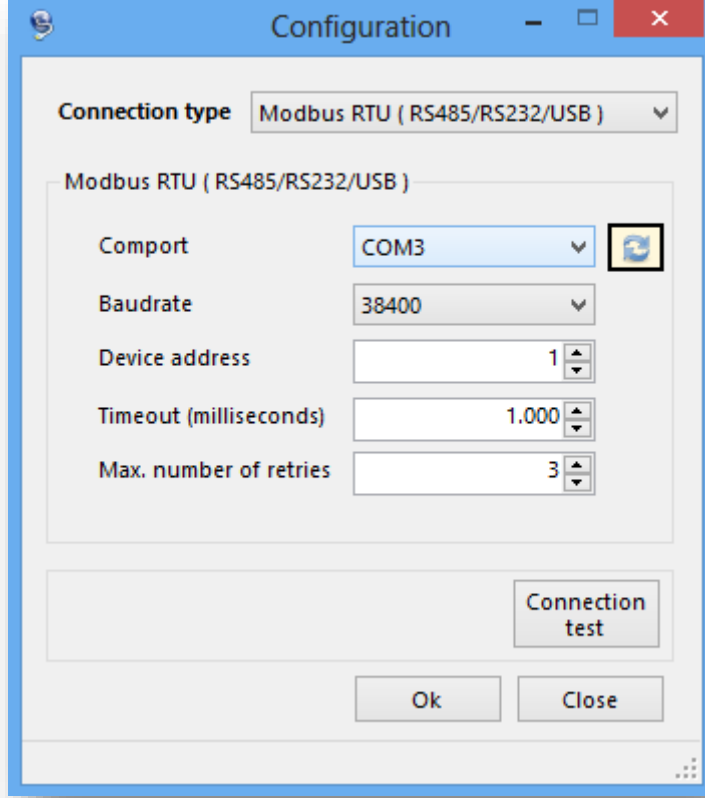 Configuration
Connection type Modbus RTU ( RS485/RS232/USB )
Modbus RTU ( RS485/RS232/USB )
Comport COM3
Baudrate 38400
Device address 1
Timeout (milliseconds) 1.000
Max. number of retries 3
Connection
test
Ok Close